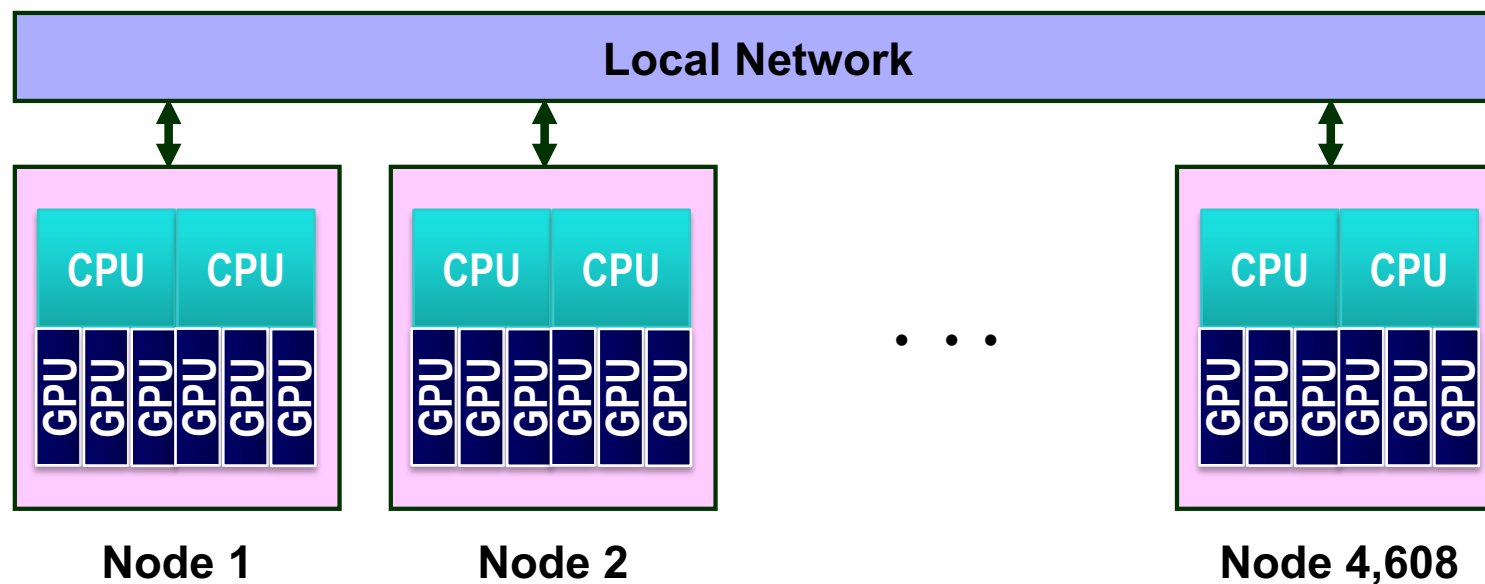 Local Network
CPU CPU CPU CPU CPU CPU
GPU GPU GPU GPU GPU GPU GPU GPU GPU GPU GPU GPU GPU GPU GPU GPU GPU GPU
. . .
Node 1 Node 2 Node 4,608